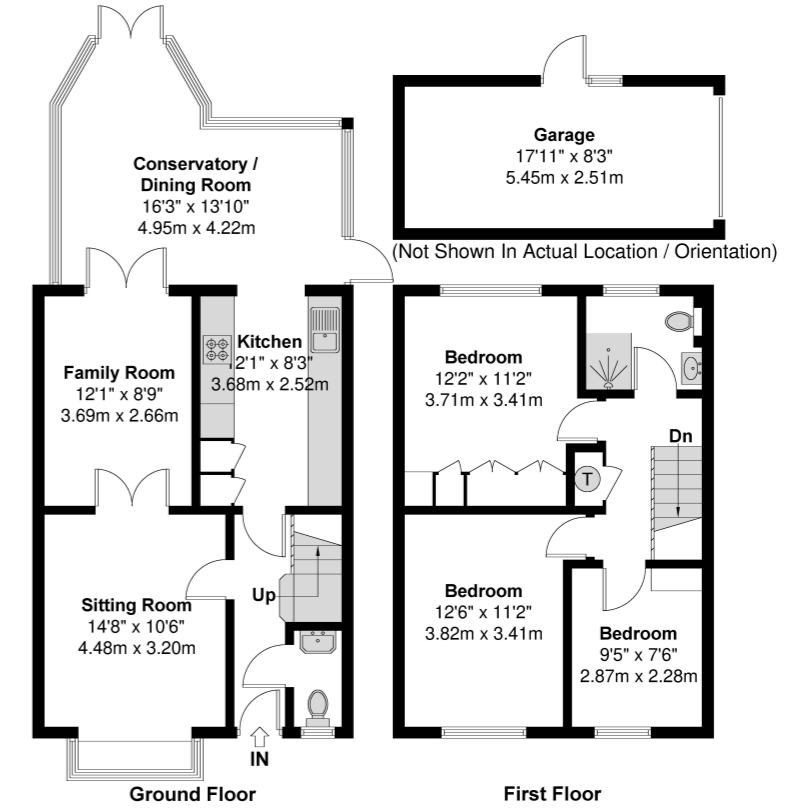 Conservatory /
Dining Room
16'3" x 13'10"
4.95m x 4.22m
Garage
17'11" x 8'3"
5.45m x 2.51m
(Not Shown In Actual Location / Orientation)
Kitchen
12'1" x 8'3"
3.68m x 2.52m
Family Room
12'1" x 8'9"
3.69m x 2.66m
Sitting Room
14'8" x 10'6"
4.48m x 3.20m
Up
IN
Ground Floor
Bedroom
12'2" x 11'2"
3.71m x 3.41m
Dn
T
Bedroom
12'6" x 11'2"
3.82m x 3.41m
Bedroom
9'5" x 7'6"
2.87m x 2.28m
First Floor